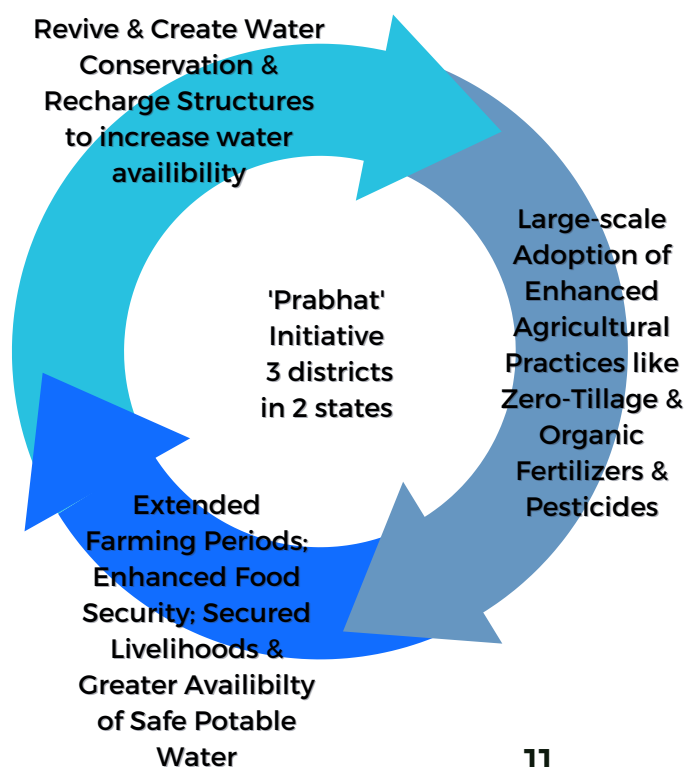 Revive & Create Water
Conservation &
Recharge Structures
to increase water
availibility
Large-scale
Adoption of
Enhanced
Agricultural
Practices like
Zero-Tillage &
Organic
Fertilizers &
Pesticides
'Prabhat'
Initiative
3 districts
in 2 states
Extended
Farming Periods;
Enhanced Food
Security; Secured
Livelihoods &
Greater Availibilty
of Safe Potable
Water
11